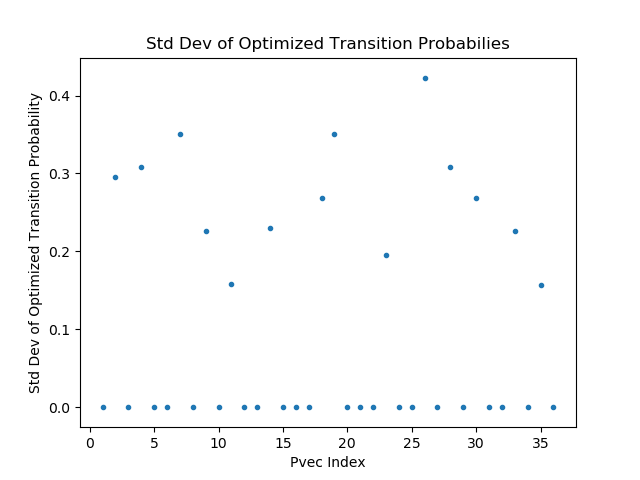 Std Dev of Optimized Transition Probabilies
Std Dev of Optimized Transition Probability
0.4
0.3
0.2
0.1
0.0
0 5 10 15 20 25 30 35
Pvec Index